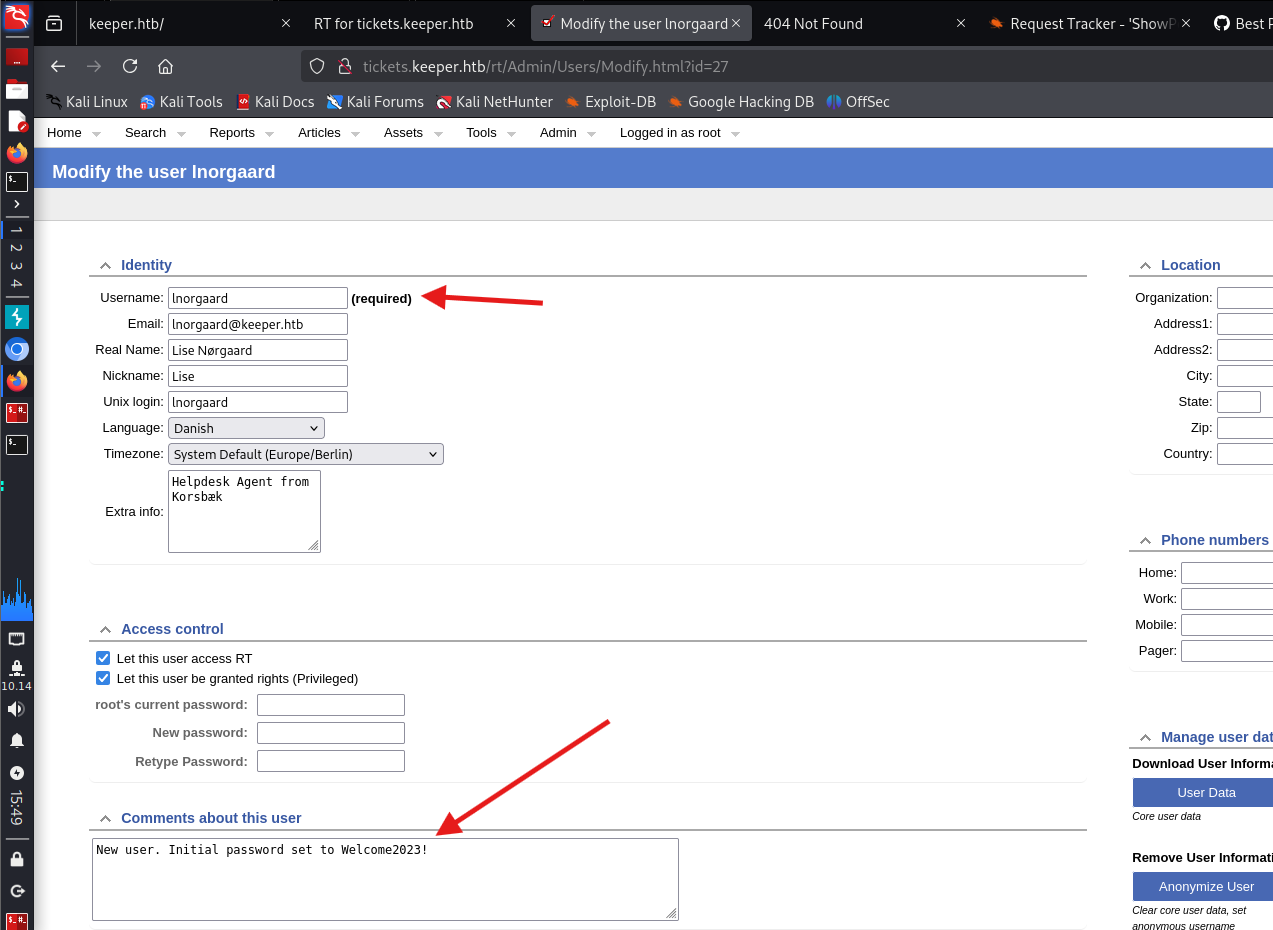 keeper.htb/
RT for tickets.keeper.htb
Modify the user lnorgaard
404 Not Found
Request Tracker - 'ShowP
Best P
tickets.keeper.htb/rt/Admin/Users/Modify.html?id=27
Kali Linux
Kali Tools
Kali Docs
Kali Forums
Kali NetHunter
Exploit-DB
Google Hacking DB
OffSec
Home
Search
Reports
Articles
Assets
Tools
Admin
Logged in as root
Modify the user lnorgaard
Identity
Username: lnorgaard (required)
Email: lnorgaard@keeper.htb
Real Name: Lise Nørgaard
Nickname: Lise
Unix login: lnorgaard
Language: Danish
Timezone: System Default (Europe/Berlin)
Extra info: Helpdesk Agent from
Korsbæk
Access control
Let this user access RT
Let this user be granted rights (Privileged)
root's current password:
New password:
Retype Password:
Comments about this user
New user. Initial password set to Welcome2023!
Location
Organization:
Address1:
Address2:
City:
State:
Zip:
Country:
Phone numbers
Home:
Work:
Mobile:
Pager:
Manage user dat
Download User Informa
User Data
Core user data
Remove User Informati
Anonymize User
Clear core user data, set
anonymous username
1
2
3
4
10.14
15:49